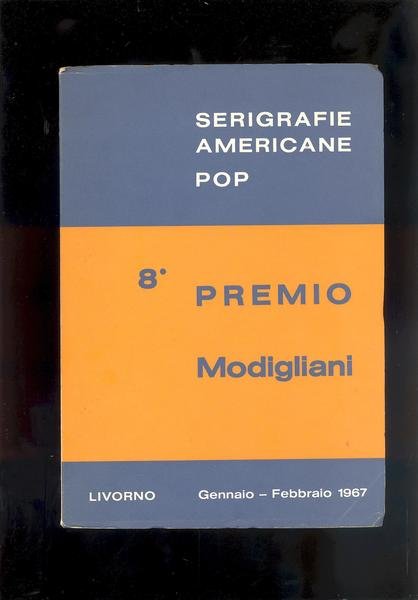 SERIGRAFIE
AMERICANE
POP
8° PREMIO
Modigliani
LIVORNO Gennaio – Febbraio 1967